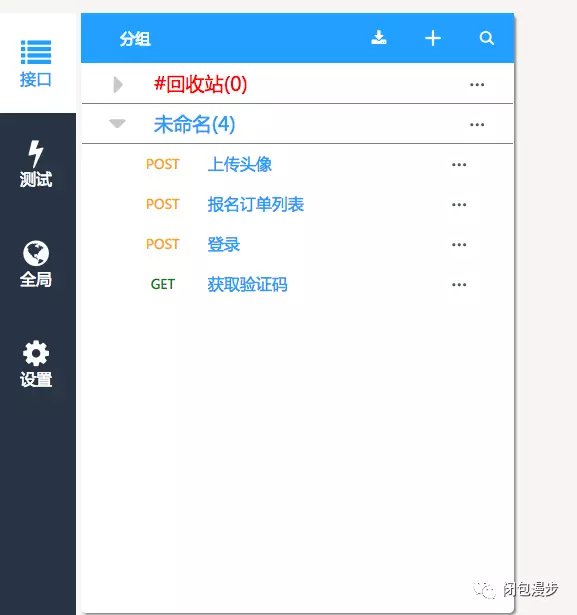 接口
测试
全局
设置
分组
#回收站(0)
未命名(4)
POST 上传头像
POST 报名订单列表
POST 登录
GET 获取验证码
闭包漫步